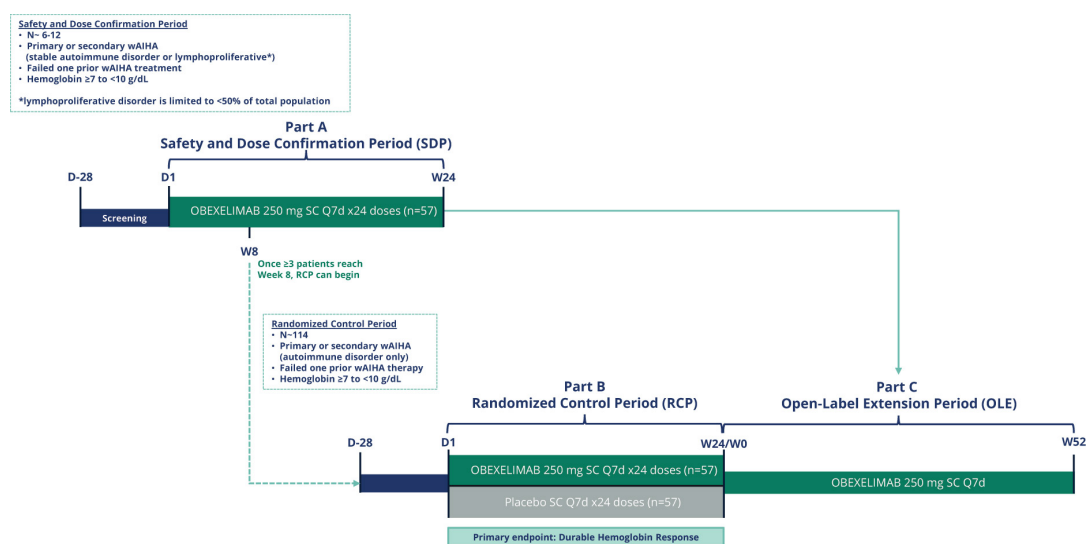 Safety and Dose Confirmation Period
• N~ 6-12
• Primary or secondary wAIHA
(stable autoimmune disorder or lymphoproliferative*)
• Failed one prior wAIHA treatment
• Hemoglobin ≥7 to <10 g/dL
*lymphoproliferative disorder is limited to <50% of total population
Part A
Safety and Dose Confirmation Period (SDP)
D-28
D1
W24
Screening
OBEXELIMAB 250 mg SC Q7d x24 doses (n=57)
W8
Once ≥3 patients reach
Week 8, RCP can begin
Randomized Control Period
• N~114
• Primary or secondary wAIHA
(autoimmune disorder only)
• Failed one prior wAIHA therapy
• Hemoglobin ≥7 to <10 g/dL
Part B
Randomized Control Period (RCP)
Part C
Open-Label Extension Period (OLE)
D-28
D1
W24/W0
W52
OBEXELIMAB 250 mg SC Q7d x24 doses (n=57)
OBEXELIMAB 250 mg SC Q7d
Placebo SC Q7d x24 doses (n=57)
Primary endpoint: Durable Hemoglobin Response